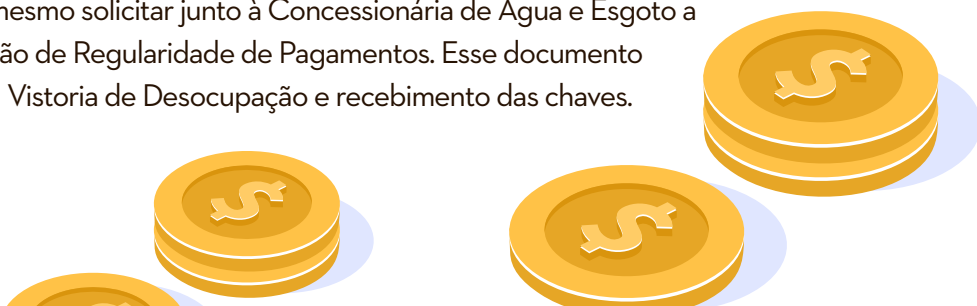 mesmo solicitar junto à Concessionária de Água e Esgoto a
ão de Regularidade de Pagamentos. Esse documento
Vistoria de Desocupação e recebimento das chaves.